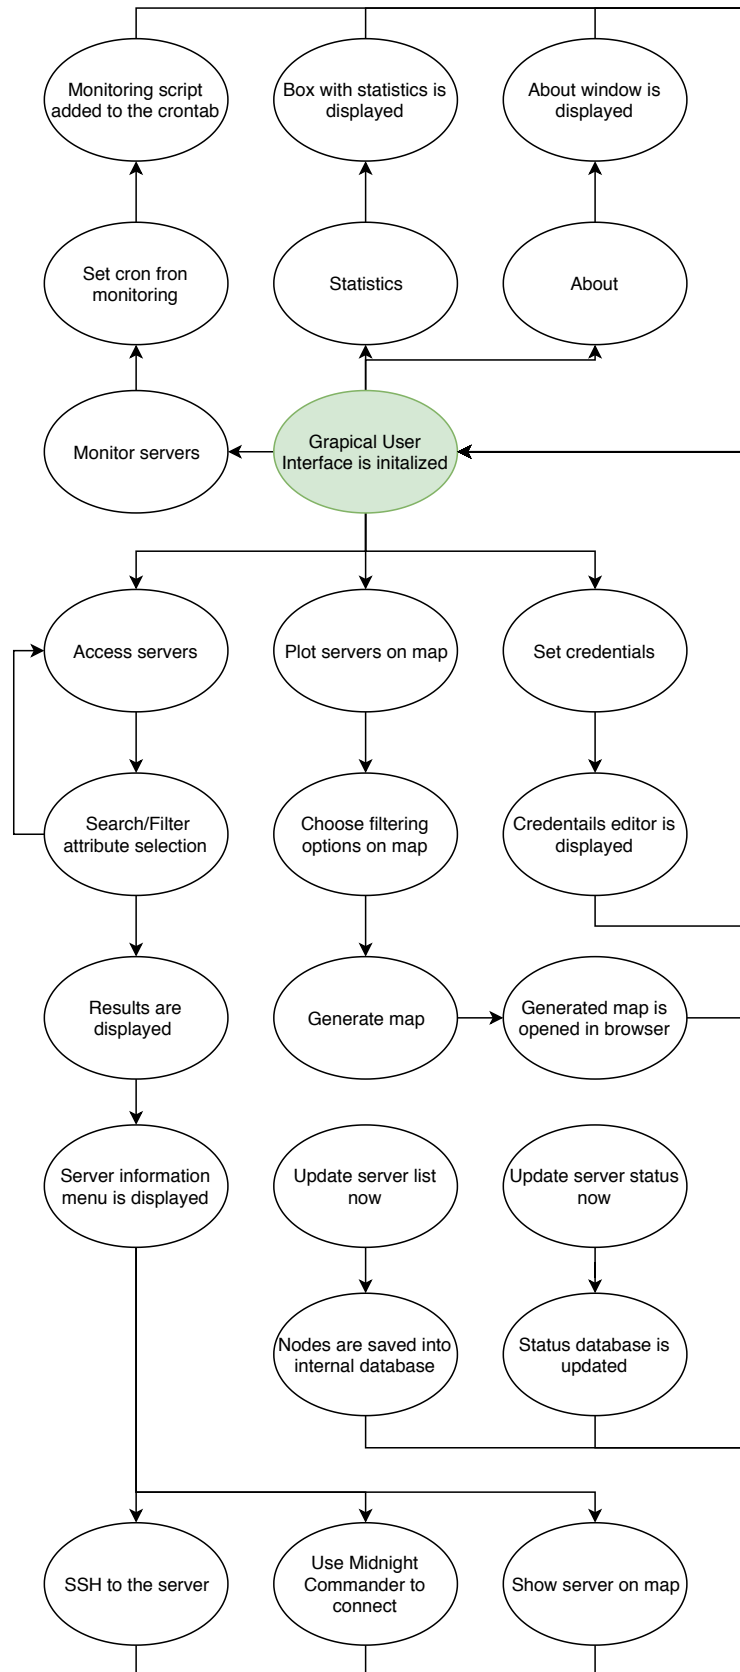 Monitoring script
added to the crontab
Box with statistics is
displayed
About window is
displayed
Set cron fron
monitoring
Statistics
About
Monitor servers
Grapical User
Interface is initalized
Access servers
Plot servers on map
Set credentials
Search/Filter
attribute selection
Choose filtering
options on map
Credentails editor is
displayed
Results are
displayed
Generate map
Generated map is
opened in browser
Server information
menu is displayed
Update server list
now
Update server status
now
Nodes are saved into
internal database
Status database is
updated
SSH to the server
Use Midnight
Commander to
connect
Show server on map